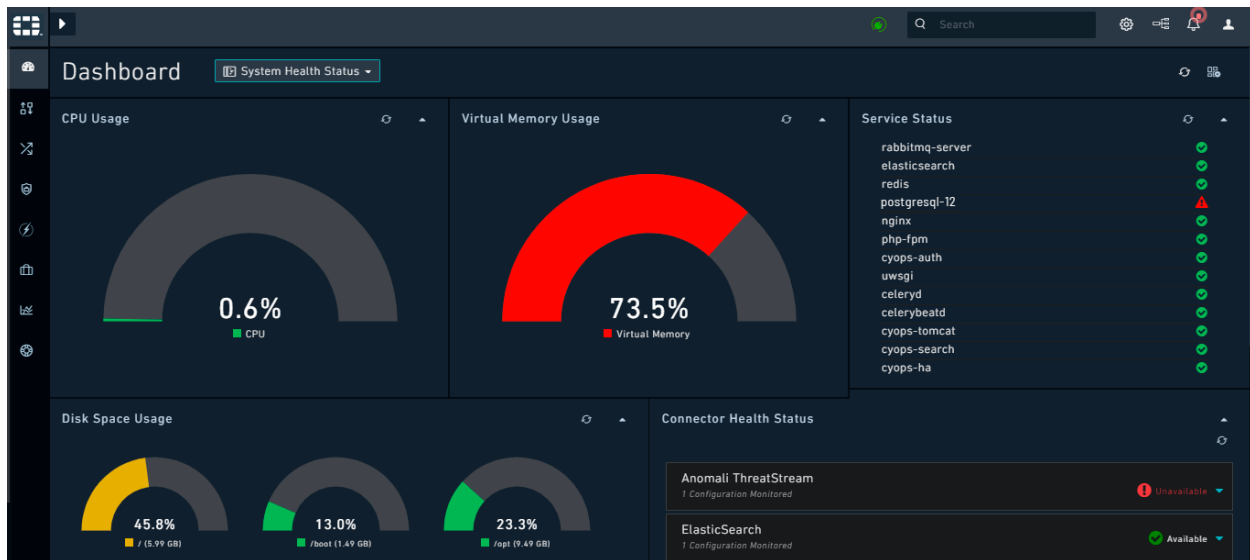 Search
Dashboard
System Health Status
CPU Usage
0.6%
CPU
Virtual Memory Usage
73.5%
Virtual Memory
Service Status
rabbitmq-server
elasticsearch
redis
postgresql-12
nginx
php-fpm
cyops-auth
uwsgi
celeryd
celerybeatd
cyops-tomcat
cyops-search
cyops-ha
Disk Space Usage
45.8%
/ (5.99 GB)
13.0%
/boot (1.49 GB)
23.3%
/opt (9.49 GB)
Connector Health Status
Anomali ThreatStream
1 Configuration Monitored
Unavailable
ElasticSearch
1 Configuration Monitored
Available